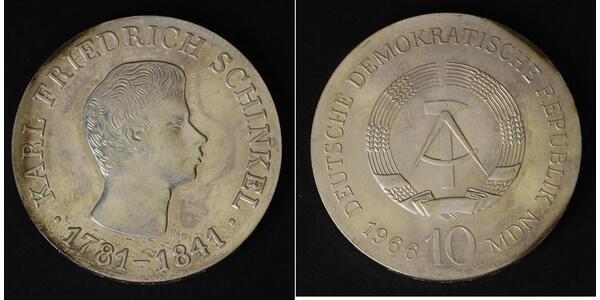 KARL FRIEDRICH SCHINKEL
· 1781-1841 ·
DEUTSCHE DEMOKRATISCHE REPUBLIK
1966 10 MDN